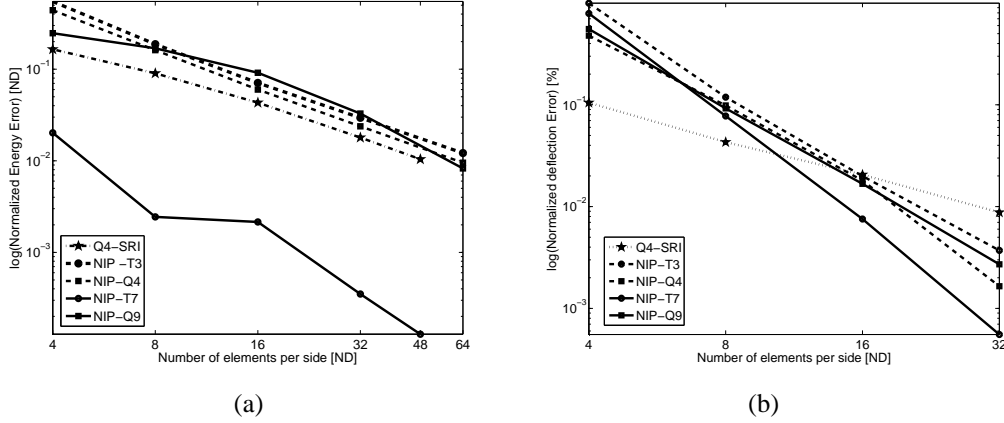 log(Normalized Energy Error) [ND]
10⁻¹
10⁻²
10⁻³
Q4−SRI
NIP −T3
NIP−Q4
NIP−T7
NIP−Q9
4
8
16
32
48
64
Number of elements per side [ND]
(a)
log(Normalized deflection Error) [%]
10⁻¹
10⁻²
10⁻³
Q4−SRI
NIP−T3
NIP−Q4
NIP−T7
NIP−Q9
4
8
16
32
Number of elements per side [ND]
(b)